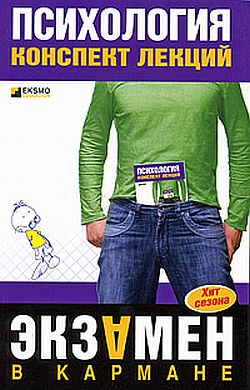 ПСИХОЛОГИЯ
КОНСПЕКТ ЛЕКЦИЙ
EKSMO
ПСИХОЛОГИЯ
КОНСПЕКТ ЛЕКЦИЙ
Хит
сезона
ЭКЗАМЕН
В КАРМАНЕ